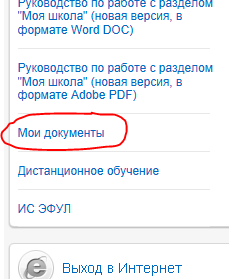 Руководство по работе с разделом
"Моя школа" (новая версия, в
формате Word DOC)
Руководство по работе с разделом
"Моя школа" (новая версия, в
формате Adobe PDF)
Мои документы
Дистанционное обучение
ИС ЭФУЛ
Выход в Интернет